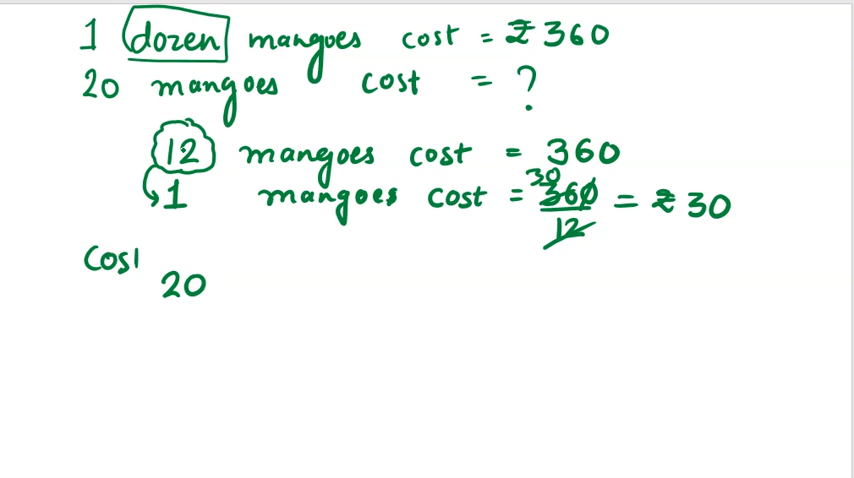 1 dozen mangoes cost = ₹ 360
20 mangoes cost = ?
12 mangoes cost = 360
1 mangoes cost = 360/12 = ₹ 30
30
Cost
20